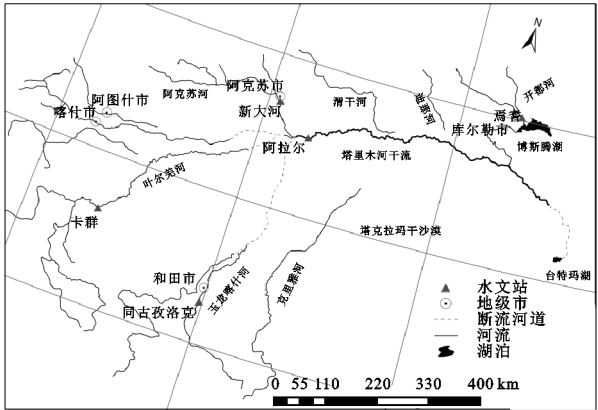 N
阿克苏市
阿克苏河
开都河
阿图什市
喀什市
新大河
渭干河
迪那河
焉耆
库尔勒市
博斯腾湖
阿拉尔
塔里木河干流
叶尔羌河
卡群
塔克拉玛干沙漠
台特玛湖
和田市
玉龙喀什河
克里雅河
同古孜洛克
水文站
地级市
断流河道
河流
湖泊
0 55 110 220 330 400 km